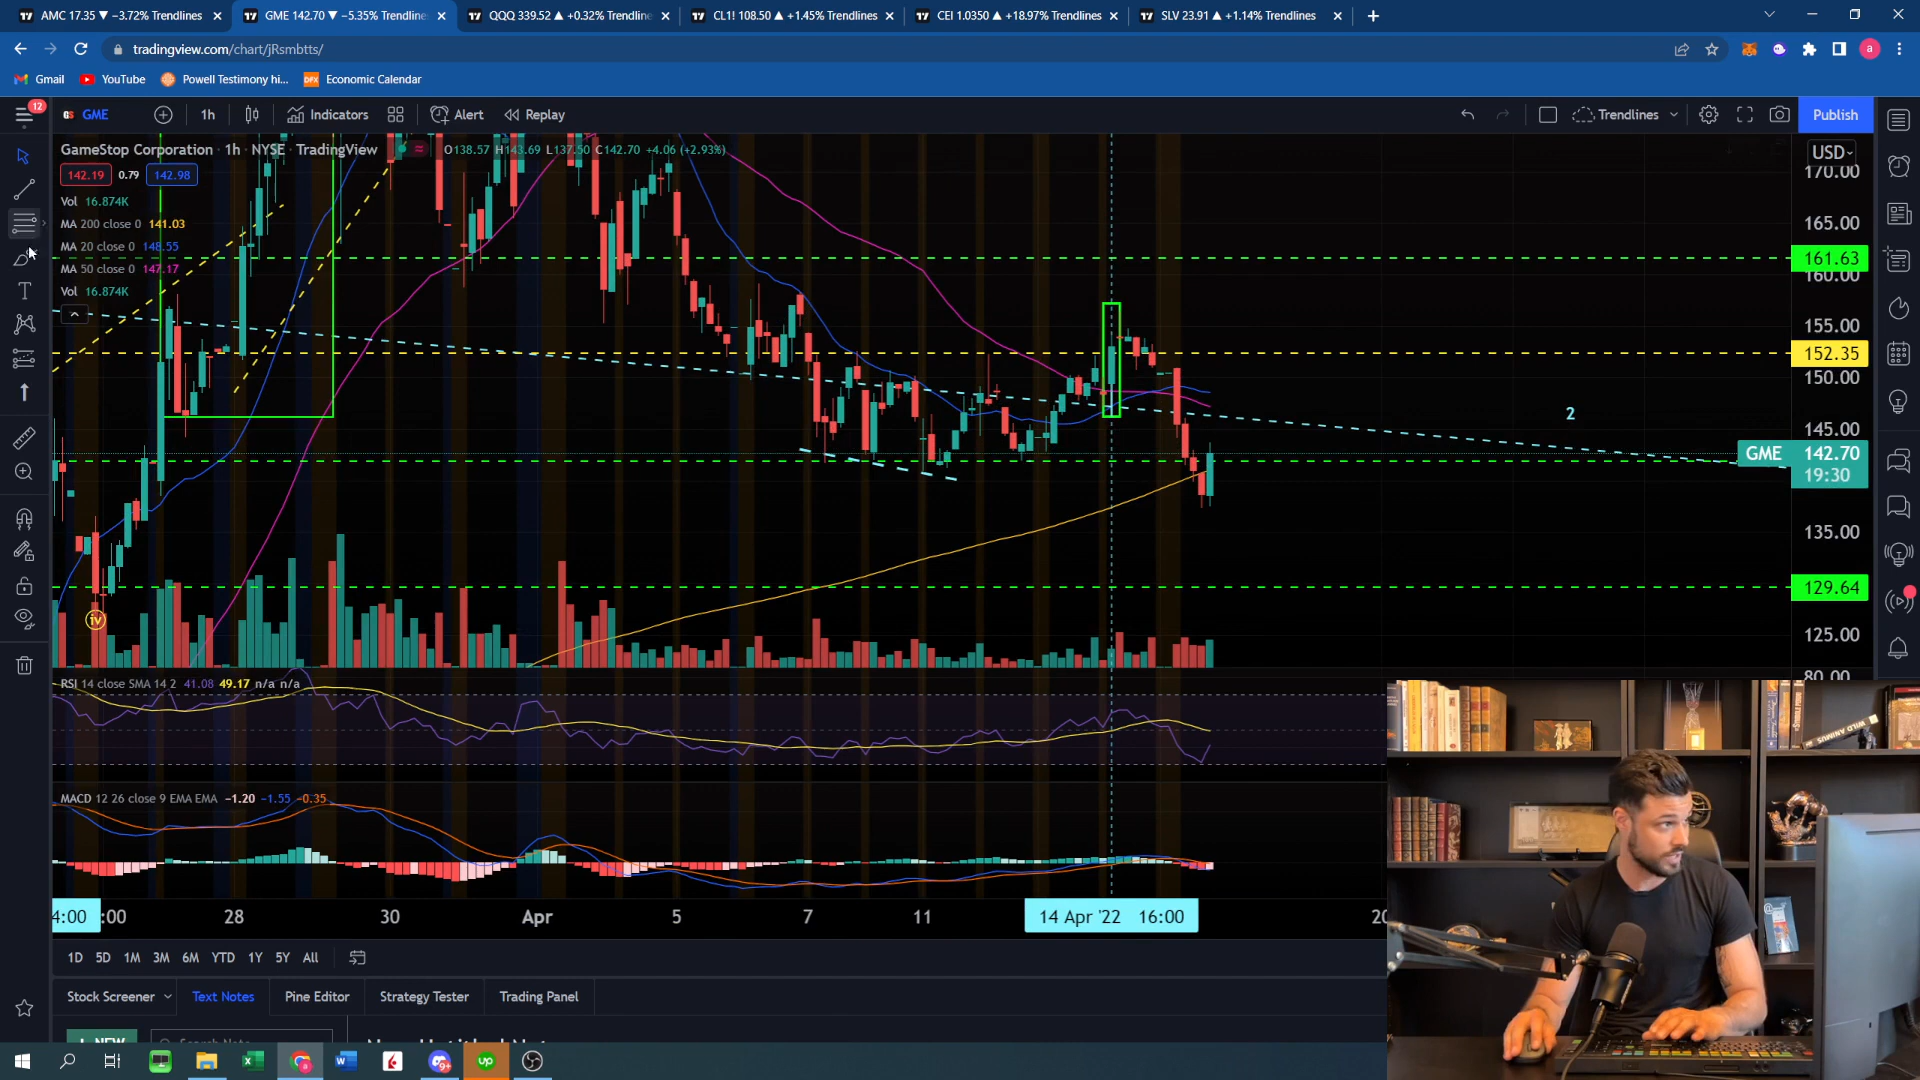 AMC 17.35 ▼ −3.72% Trendlines
GME 142.70 ▼ −5.35% Trendline
QQQ 339.52 ▲ +0.32% Trendline
CL1! 108.50 ▲ +1.45% Trendlines
CEI 1.0350 ▲ +18.97% Trendlines
SLV 23.91 ▲ +1.14% Trendlines
tradingview.com/chart/jRsmbtts/
a
Gmail
YouTube
Powell Testimony hi...
DFX
Economic Calendar
12
GME
1h
Indicators
Alert
Replay
Trendlines
Publish
GameStop Corporation · 1h · NYSE · TradingView
O138.57 H143.69 L137.50 C142.70 +4.06 (+2.93%)
USD
142.19 0.79 142.98
Vol 16.874K
MA 200 close 0 141.03
MA 20 close 0 148.55
MA 50 close 0 147.17
Vol 16.874K
170.00
165.00
161.63
160.00
155.00
152.35
150.00
145.00
2
GME 142.70
19:30
135.00
129.64
125.00
80.00
iv
RSI 14 close SMA 14 2 41.08 49.17 n/a n/a
MACD 12 26 close 9 EMA EMA −1.20 −1.55 −0.35
4:00 :00 28 30 Apr 5 7 11 14 Apr '22 16:00
1D 5D 1M 3M 6M YTD 1Y 5Y All
Stock Screener
Text Notes
Pine Editor
Strategy Tester
Trading Panel
WILD
9+
up